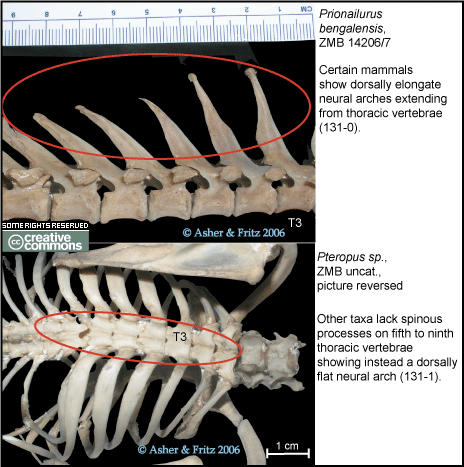 9 8 7 6 5 4 3 2 1 CM
Prionailurus
bengalensis,
ZMB 14206/7
Certain mammals
show dorsally elongate
neural arches extending
from thoracic vertebrae
(131-0).
T3
SOME RIGHTS RESERVED
© Asher & Fritz 2006
cc creative
commons
Pteropus sp.,
ZMB uncat.,
picture reversed
T3
Other taxa lack spinous
processes on fifth to ninth
thoracic vertebrae
showing instead a dorsally
flat neural arch (131-1).
© Asher & Fritz 2006
1 cm